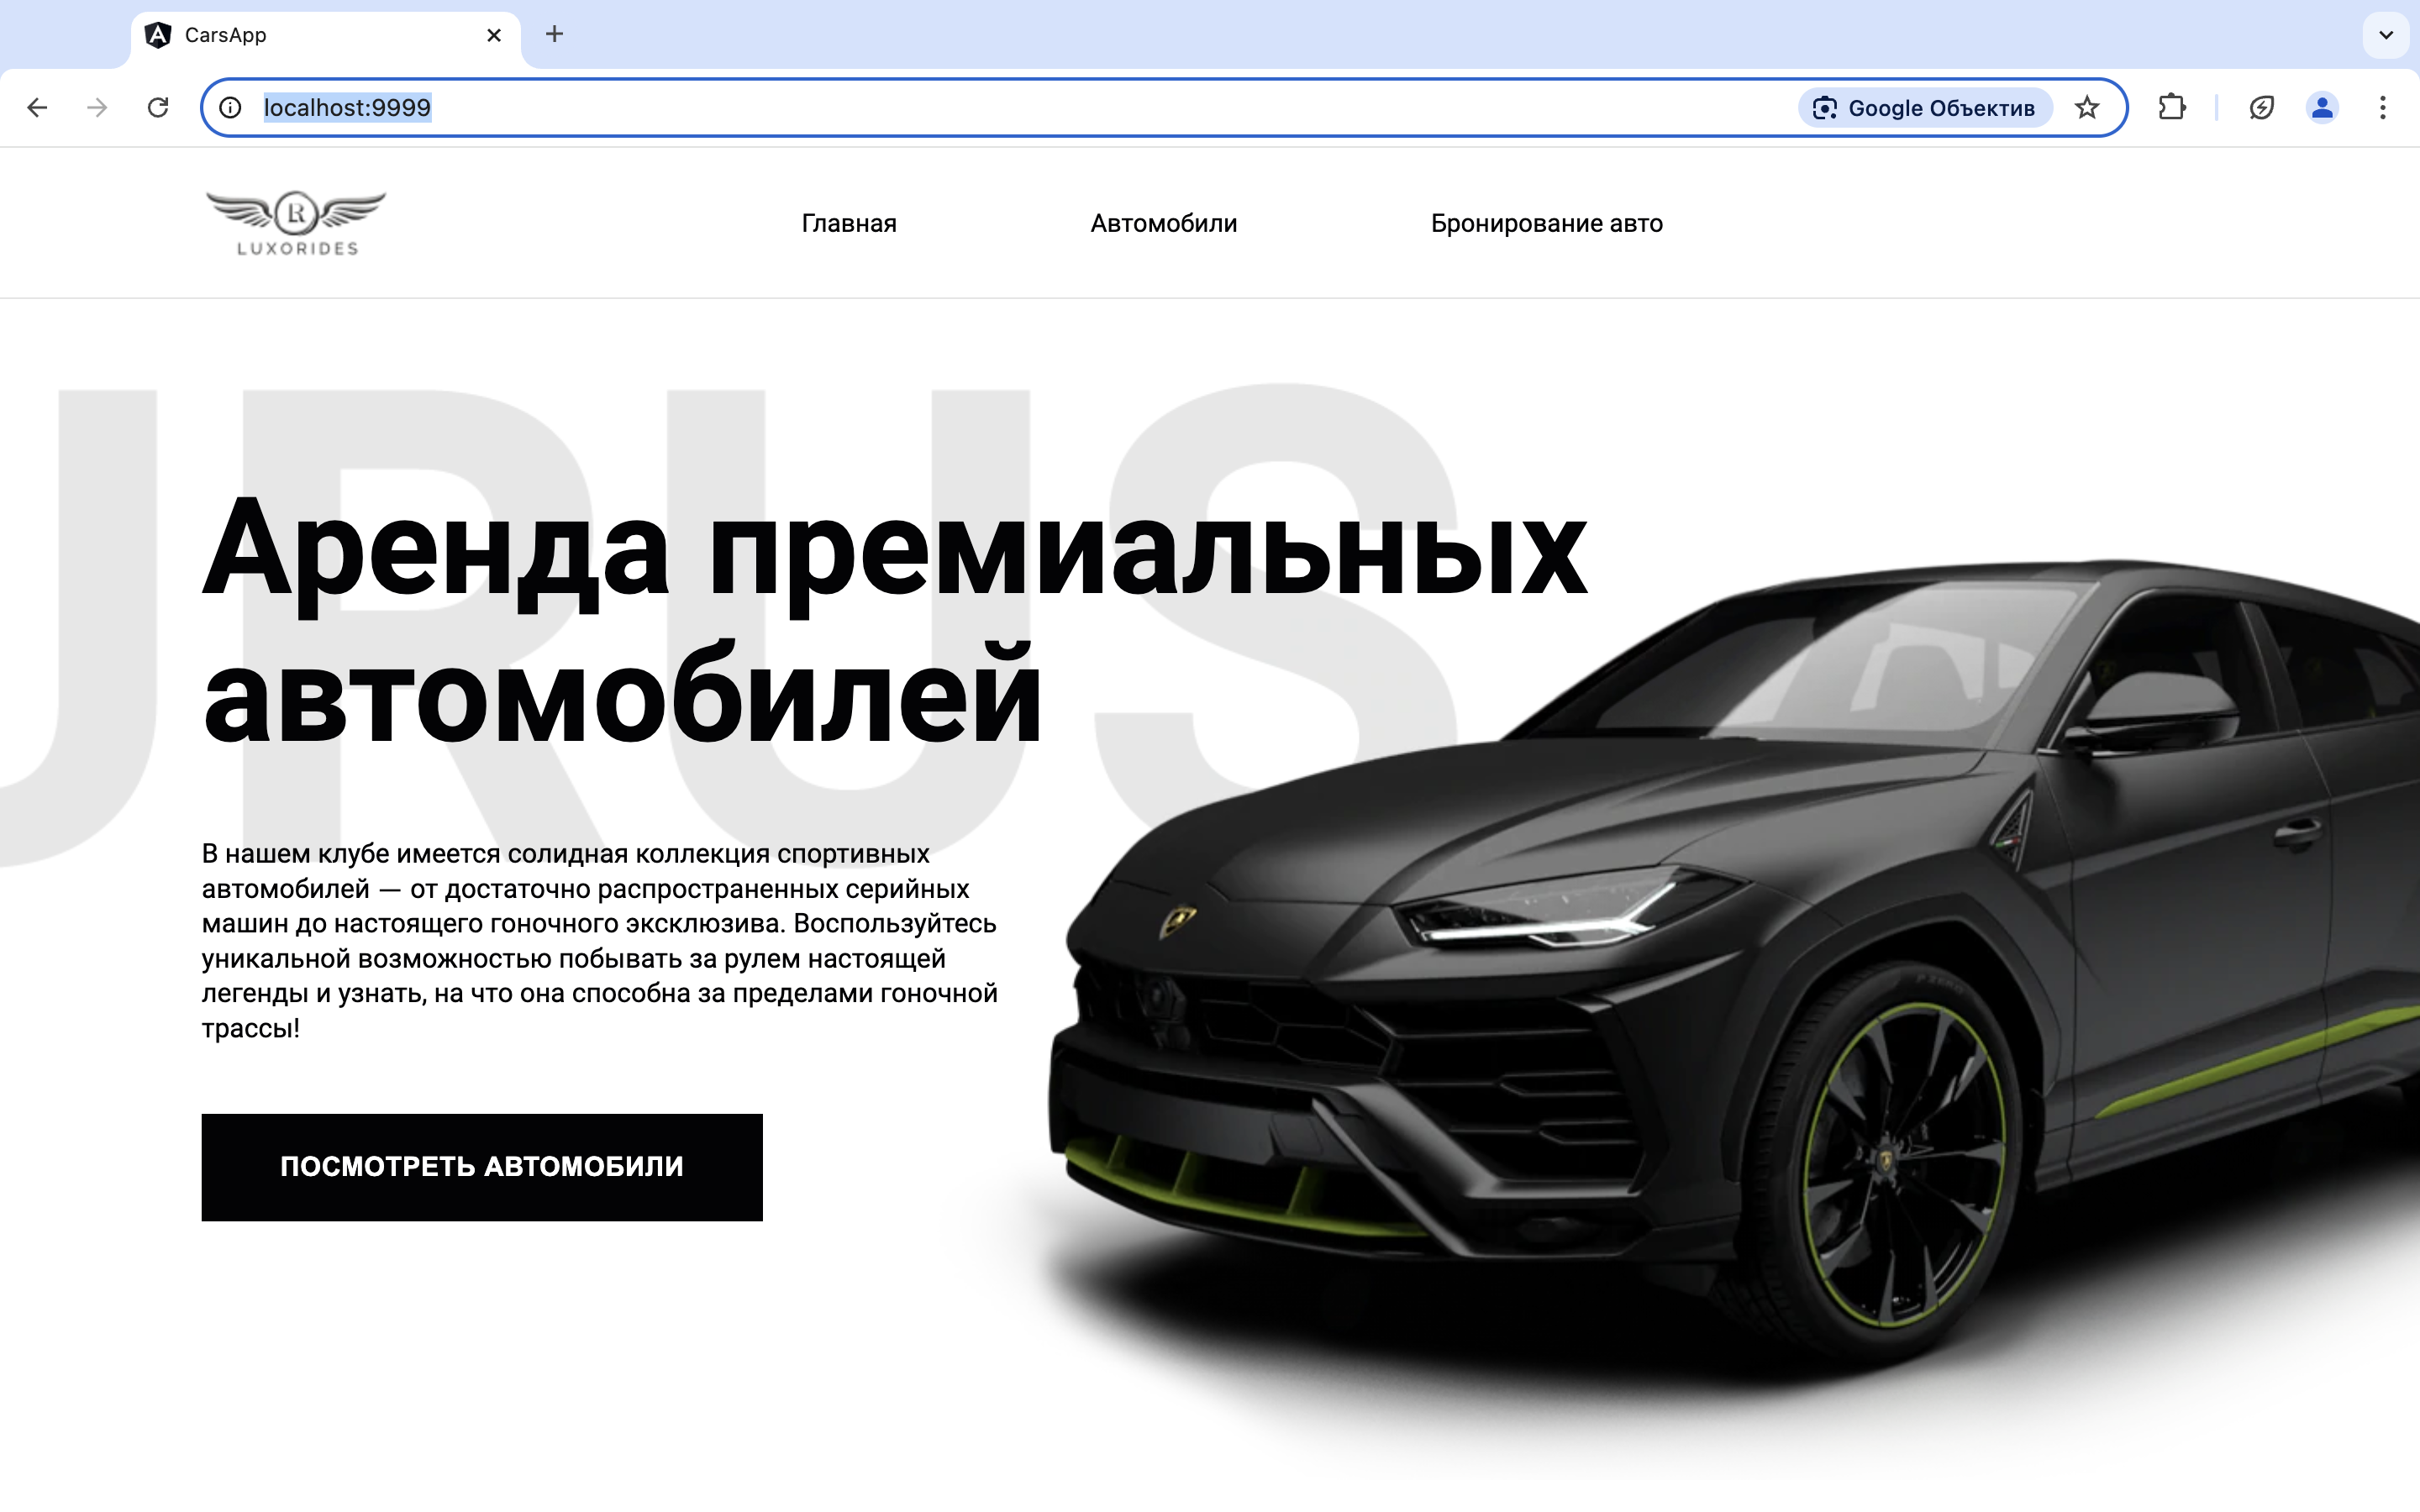 CarsApp
localhost:9999
Google Объектив
R
LUXORIDES
Главная
Автомобили
Бронирование авто
URUS
Аренда премиальных
автомобилей
В нашем клубе имеется солидная коллекция спортивных
автомобилей — от достаточно распространенных серийных
машин до настоящего гоночного эксклюзива. Воспользуйтесь
уникальной возможностью побывать за рулем настоящей
легенды и узнать, на что она способна за пределами гоночной
трассы!
ПОСМОТРЕТЬ АВТОМОБИЛИ